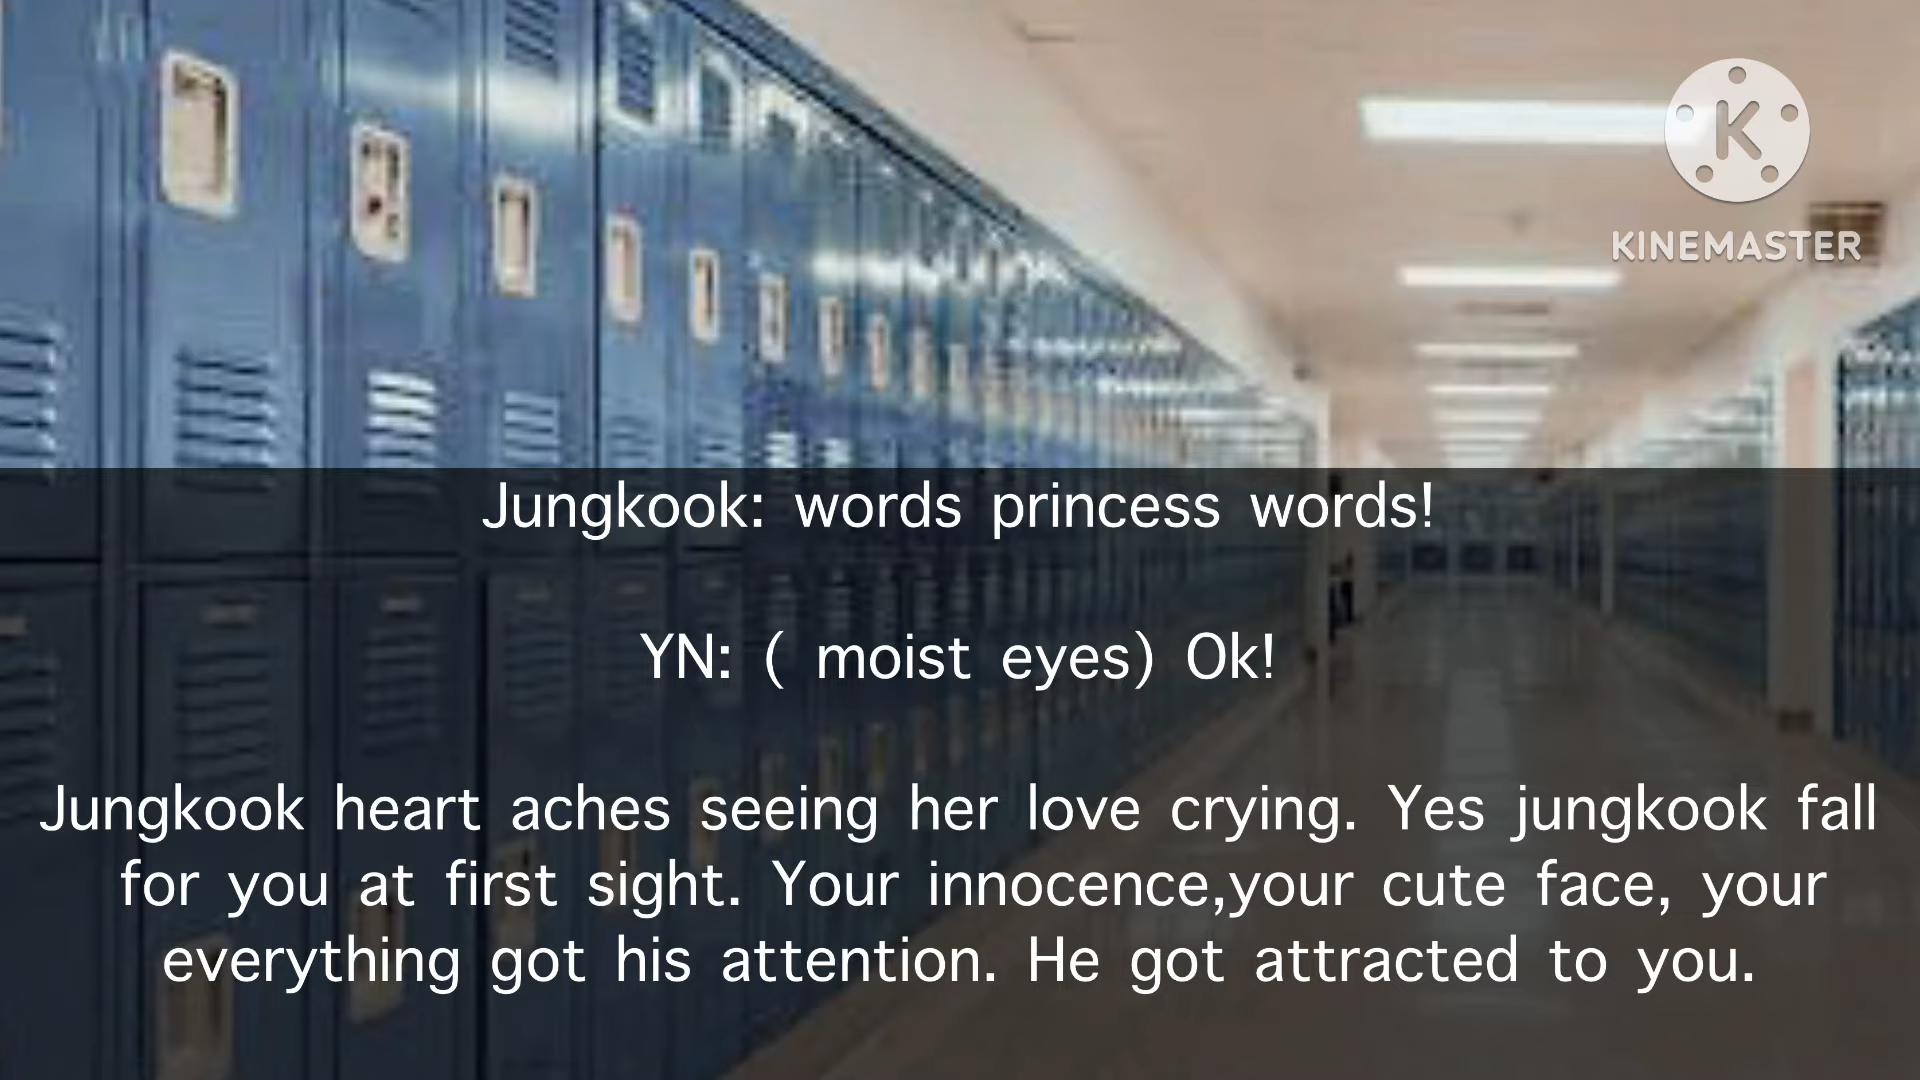 K
KINEMASTER
Jungkook: words princess words!
YN: ( moist eyes) Ok!
Jungkook heart aches seeing her love crying. Yes jungkook fall
for you at first sight. Your innocence,your cute face, your
everything got his attention. He got attracted to you.